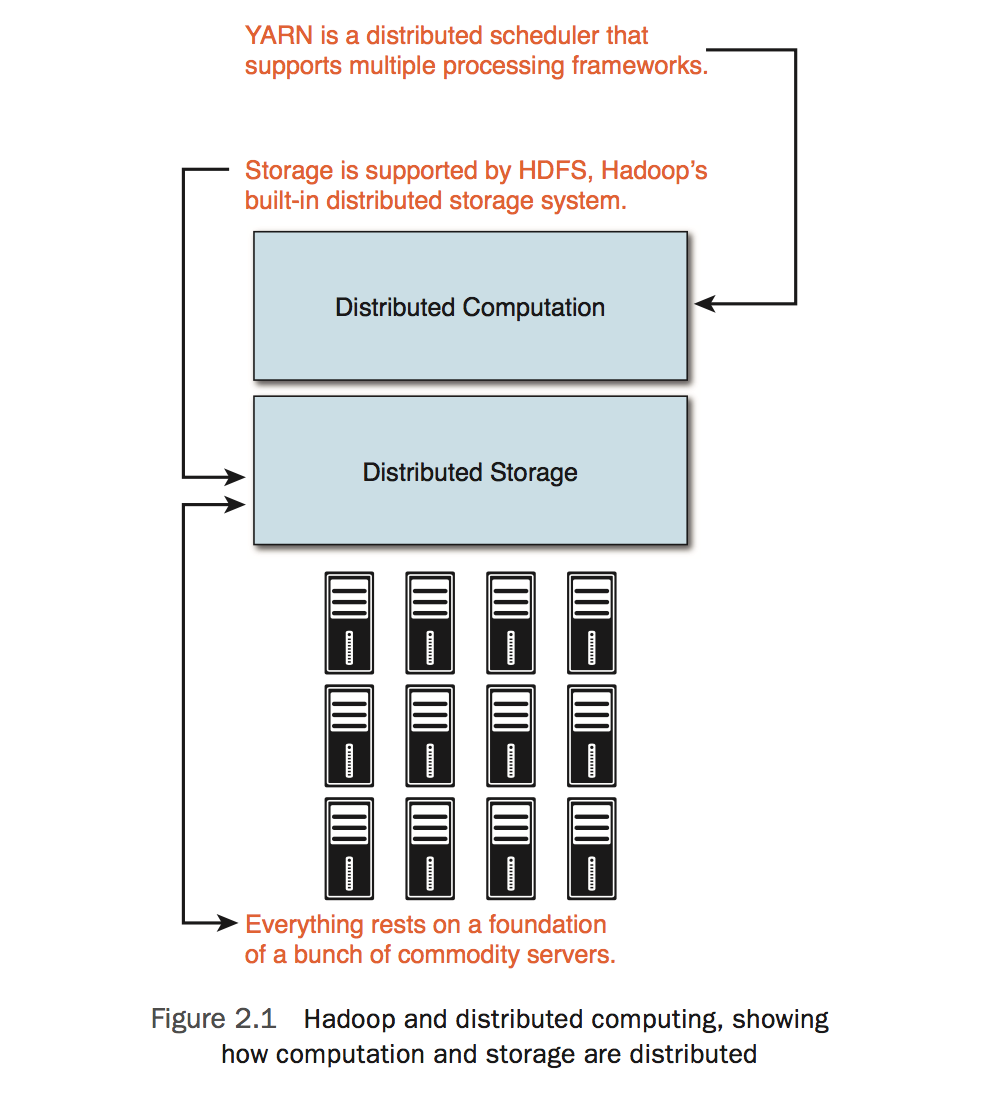 YARN is a distributed scheduler that
supports multiple processing frameworks.
Storage is supported by HDFS, Hadoop’s
built-in distributed storage system.
Distributed Computation
Distributed Storage
Everything rests on a foundation
of a bunch of commodity servers.
Figure 2.1 Hadoop and distributed computing, showing
how computation and storage are distributed